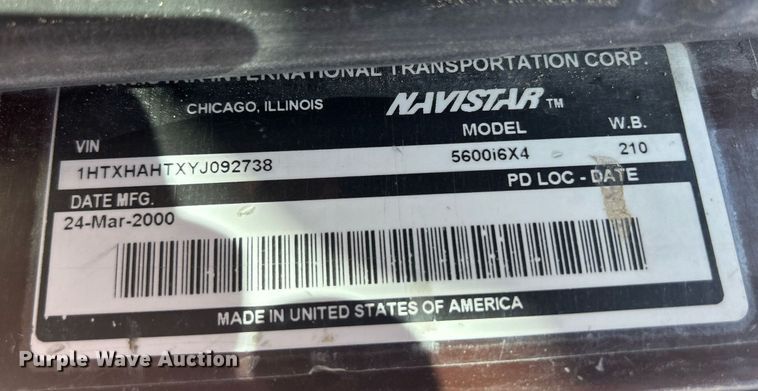 INTERNATIONAL TRANSPORTATION CORP.
CHICAGO, ILLINOIS NAVISTAR TM
VIN MODEL W.B.
1HTXHAHTXYJ092738 5600i6X4 210
DATE MFG. PD LOC - DATE
24-Mar-2000
MADE IN UNITED STATES OF AMERICA
Purple Wave Auction